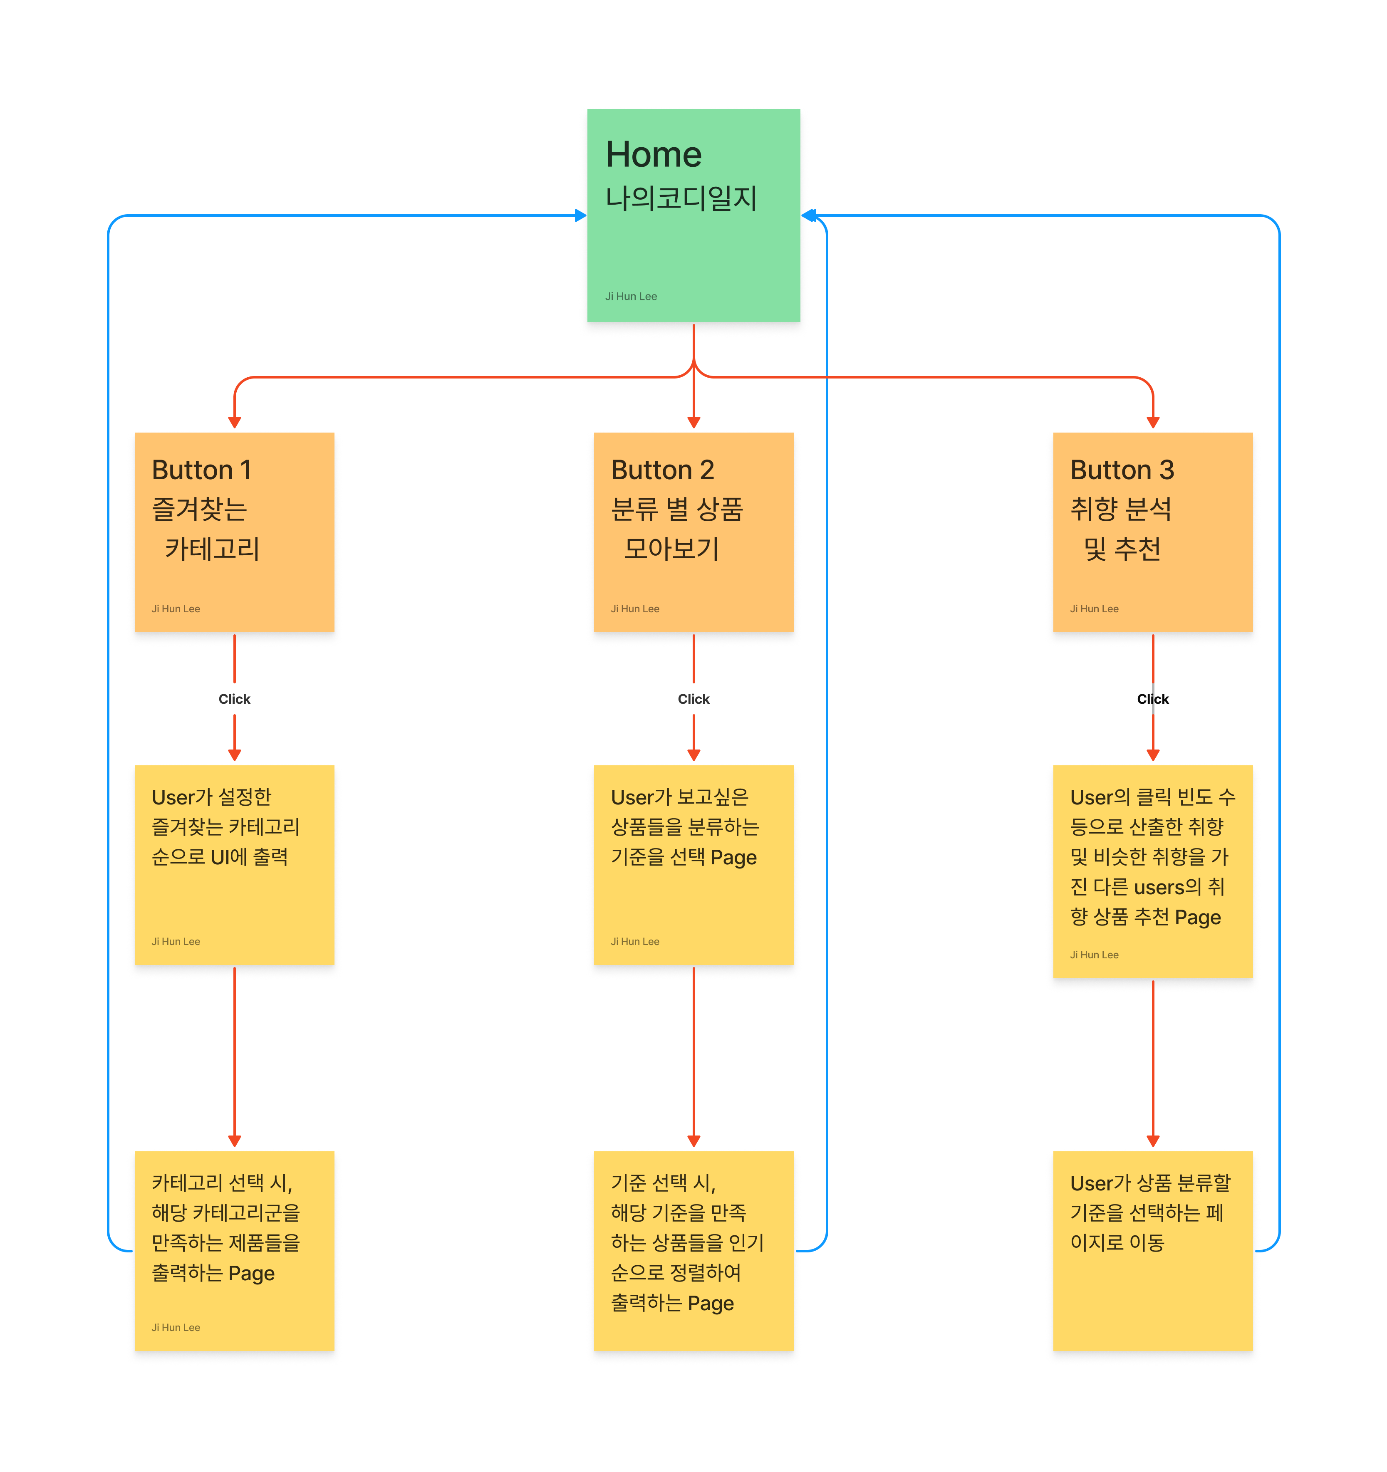 Home
나의코디일지
Ji Hun Lee
Button 1
즐겨찾는
카테고리
Ji Hun Lee
Button 2
분류 별 상품
모아보기
Ji Hun Lee
Button 3
취향 분석
및 추천
Ji Hun Lee
Click
Click
Click
User가 설정한
즐겨찾는 카테고리
순으로 UI에 출력
Ji Hun Lee
User가 보고싶은
상품들을 분류하는
기준을 선택 Page
Ji Hun Lee
User의 클릭 빈도 수
등으로 산출한 취향
및 비슷한 취향을 가
진 다른 users의 취
향 상품 추천 Page
Ji Hun Lee
카테고리 선택 시,
해당 카테고리군을
만족하는 제품들을
출력하는 Page
Ji Hun Lee
기준 선택 시,
해당 기준을 만족
하는 상품들을 인기
순으로 정렬하여
출력하는 Page
User가 상품 분류할
기준을 선택하는 페
이지로 이동